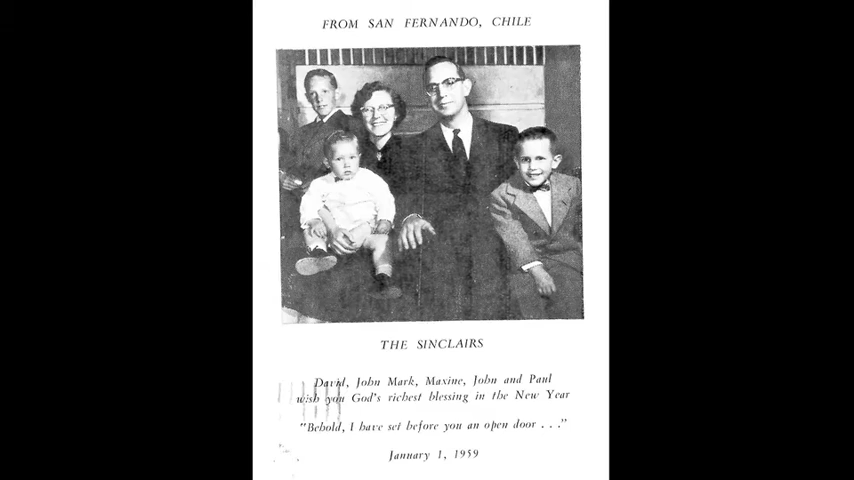 FROM SAN FERNANDO, CHILE
THE SINCLAIRS
David, John Mark, Maxine, John and Paul
wish you God's richest blessing in the New Year
"Behold, I have set before you an open door . . ."
January 1, 1959